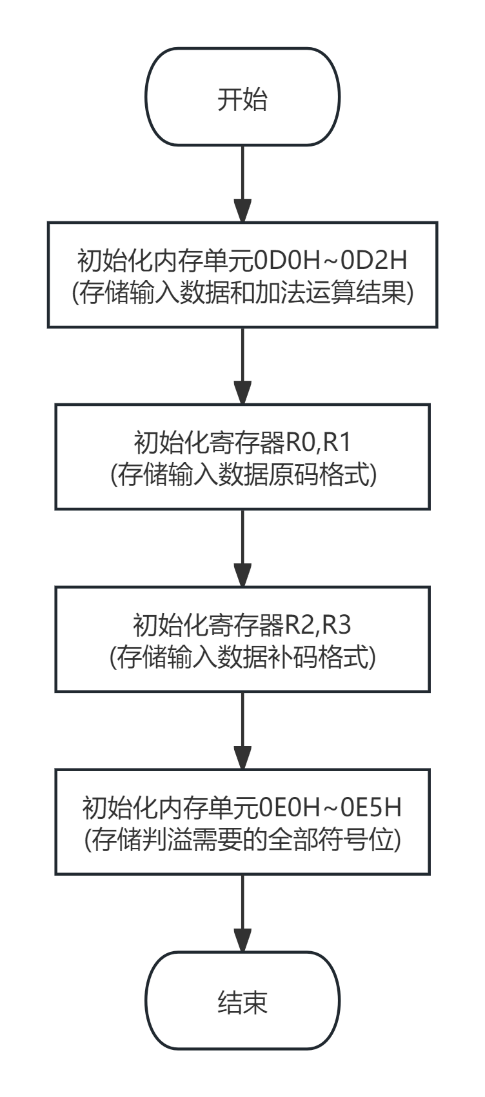 开始
初始化内存单元0D0H~0D2H
(存储输入数据和加法运算结果)
初始化寄存器R0,R1
(存储输入数据原码格式)
初始化寄存器R2,R3
(存储输入数据补码格式)
初始化内存单元0E0H~0E5H
(存储判溢需要的全部符号位)
结束